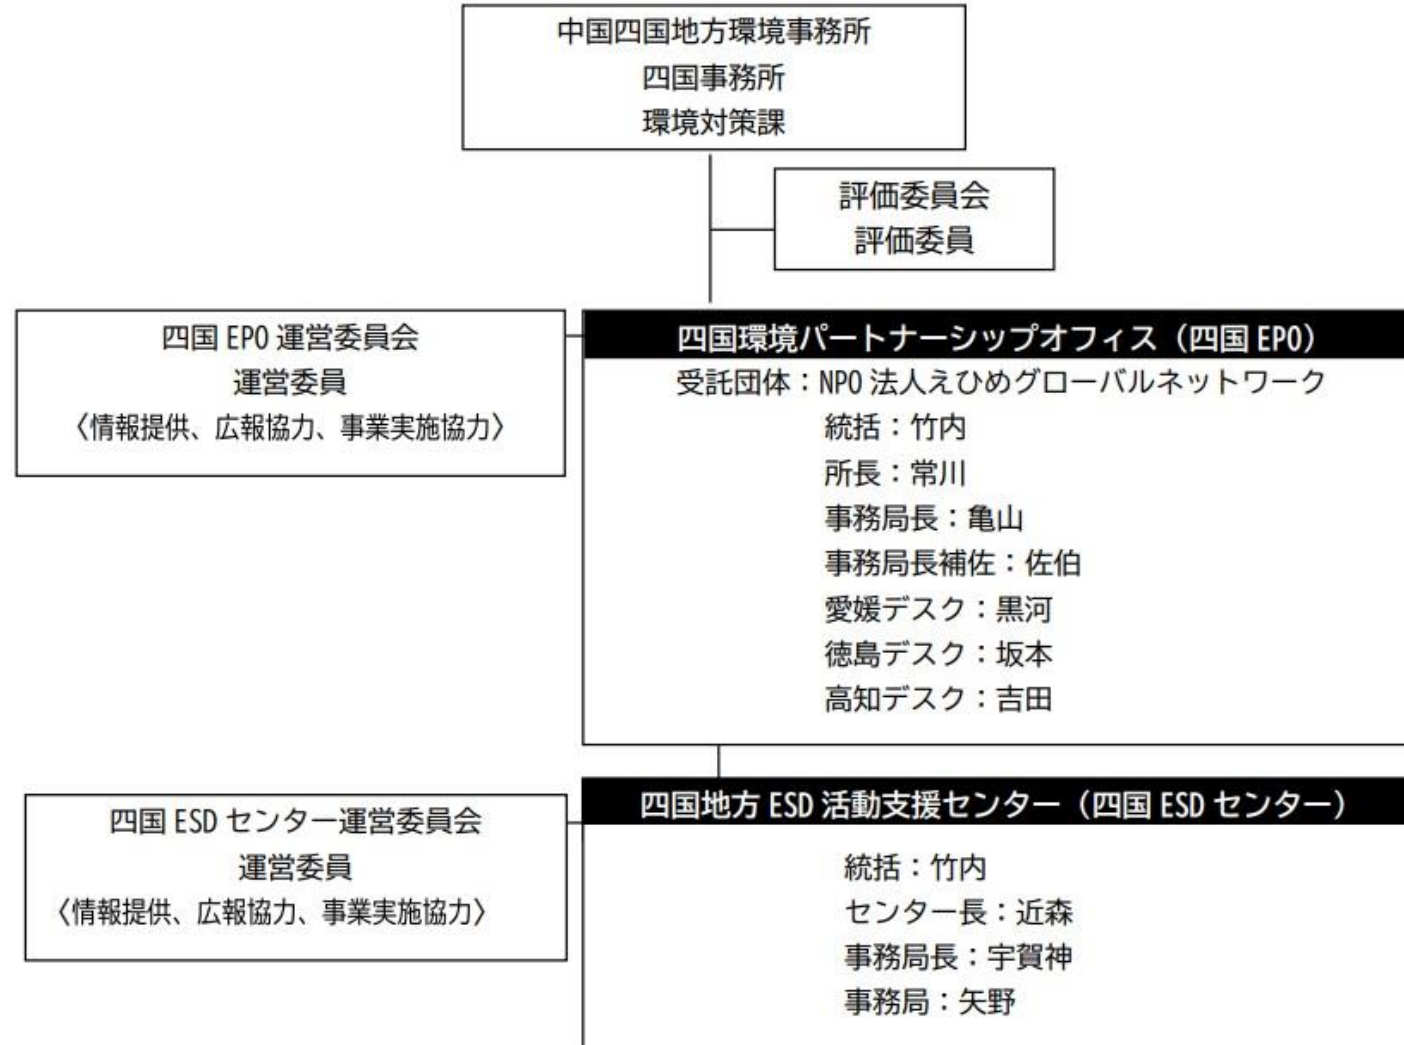 中国四国地方環境事務所
四国事務所
環境対策課
評価委員会
評価委員
四国 EPO 運営委員会
運営委員
〈情報提供、広報協力、事業実施協力〉
四国環境パートナーシップオフィス（四国 EPO）
受託団体：NPO 法人えひめグローバルネットワーク
統括：竹内
所長：常川
事務局長：亀山
事務局長補佐：佐伯
愛媛デスク：黒河
徳島デスク：坂本
高知デスク：吉田
四国 ESD センター運営委員会
運営委員
〈情報提供、広報協力、事業実施協力〉
四国地方 ESD 活動支援センター（四国 ESD センター）
統括：竹内
センター長：近森
事務局長：宇賀神
事務局：矢野